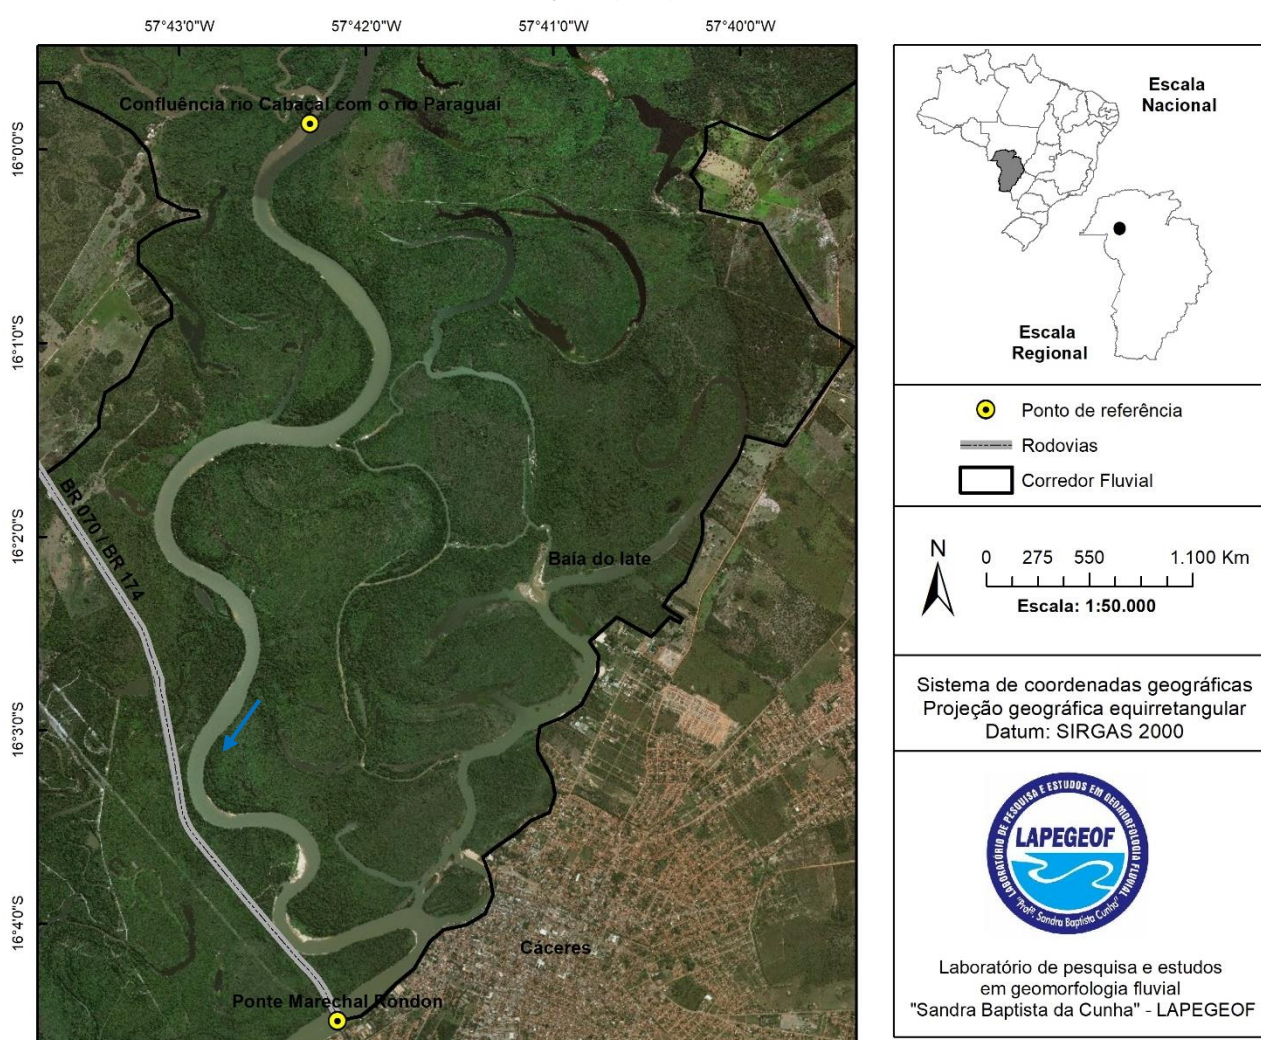 57°43'0"W
57°42'0"W
57°41'0"W
57°40'0"W
16°0'0"S
16°1'0"S
16°2'0"S
16°3'0"S
16°4'0"S
Confluência rio Cabaçal com o rio Paraguai
BR 070 / BR 174
Baía do Iate
Cáceres
Ponte Marechal Rondon
Escala
Nacional
Escala
Regional
Ponto de referência
Rodovias
Corredor Fluvial
N
0 275 550 1.100 Km
Escala: 1:50.000
Sistema de coordenadas geográficas
Projeção geográfica equirretangular
Datum: SIRGAS 2000
LABORATÓRIO DE PESQUISA E ESTUDOS EM GEOMORFOLOGIA FLUVIAL
LAPEGEOF
"Profª. Sandra Baptista Cunha"
Laboratório de pesquisa e estudos
em geomorfologia fluvial
"Sandra Baptista da Cunha" - LAPEGEOF